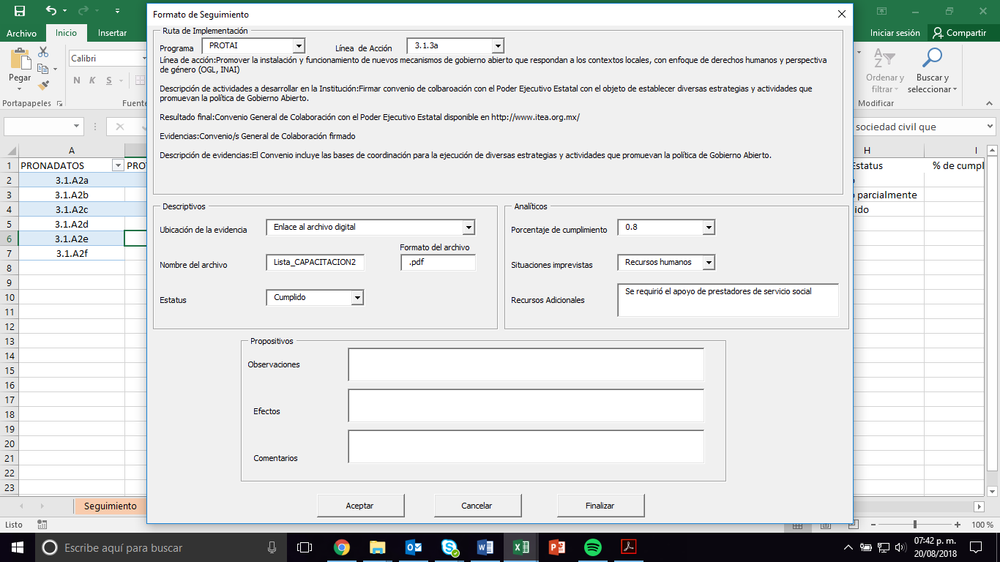 Formato de Seguimiento
Archivo
Inicio
Insertar
Iniciar sesión
Compartir
Pegar
Calibri
N K S
Portapapeles
Fuente
Ordenar y
filtrar
Buscar y
seleccionar
Modificar
sociedad civil que
Ruta de Implementación
Programa PROTAI Línea de Acción 3.1.3a
Línea de acción:Promover la instalación y funcionamiento de nuevos mecanismos de gobierno abierto que respondan a los contextos locales, con enfoque de derechos humanos y perspectiva
de género (OGL, INAI)
Descripción de actividades a desarrollar en la Institución:Firmar convenio de colbaroación con el Poder Ejecutivo Estatal con el objeto de establecer diversas estrategias y actividades que
promuevan la política de Gobierno Abierto.
Resultado final:Convenio General de Colaboración con el Poder Ejecutivo Estatal disponible en http://www.itea.org.mx/
Evidencias:Convenio/s General de Colaboración firmado
Descripción de evidencias:El Convenio incluye las bases de coordinación para la ejecución de diversas estrategias y actividades que promuevan la política de Gobierno Abierto.
Descriptivos
Ubicación de la evidencia Enlace al archivo digital
Formato del archivo
Nombre del archivo Lista_CAPACITACION2 .pdf
Estatus Cumplido
Analíticos
Porcentaje de cumplimiento 0.8
Situaciones imprevistas Recursos humanos
Recursos Adicionales Se requirió el apoyo de prestadores de servicio social
Propositivos
Observaciones
Efectos
Comentarios
Aceptar Cancelar Finalizar
A H I
1 PRONADATOS PRO Estatus % de cumpl
2 3.1.A2a
3 3.1.A2b parcialmente
4 3.1.A2c ido
5 3.1.A2d
6 3.1.A2e
7 3.1.A2f
8
9
10
11
12
13
14
15
16
17
18
19
20
21
22
23
Seguimiento
Listo
100 %
Escribe aquí para buscar
07:42 p. m.
20/08/2018